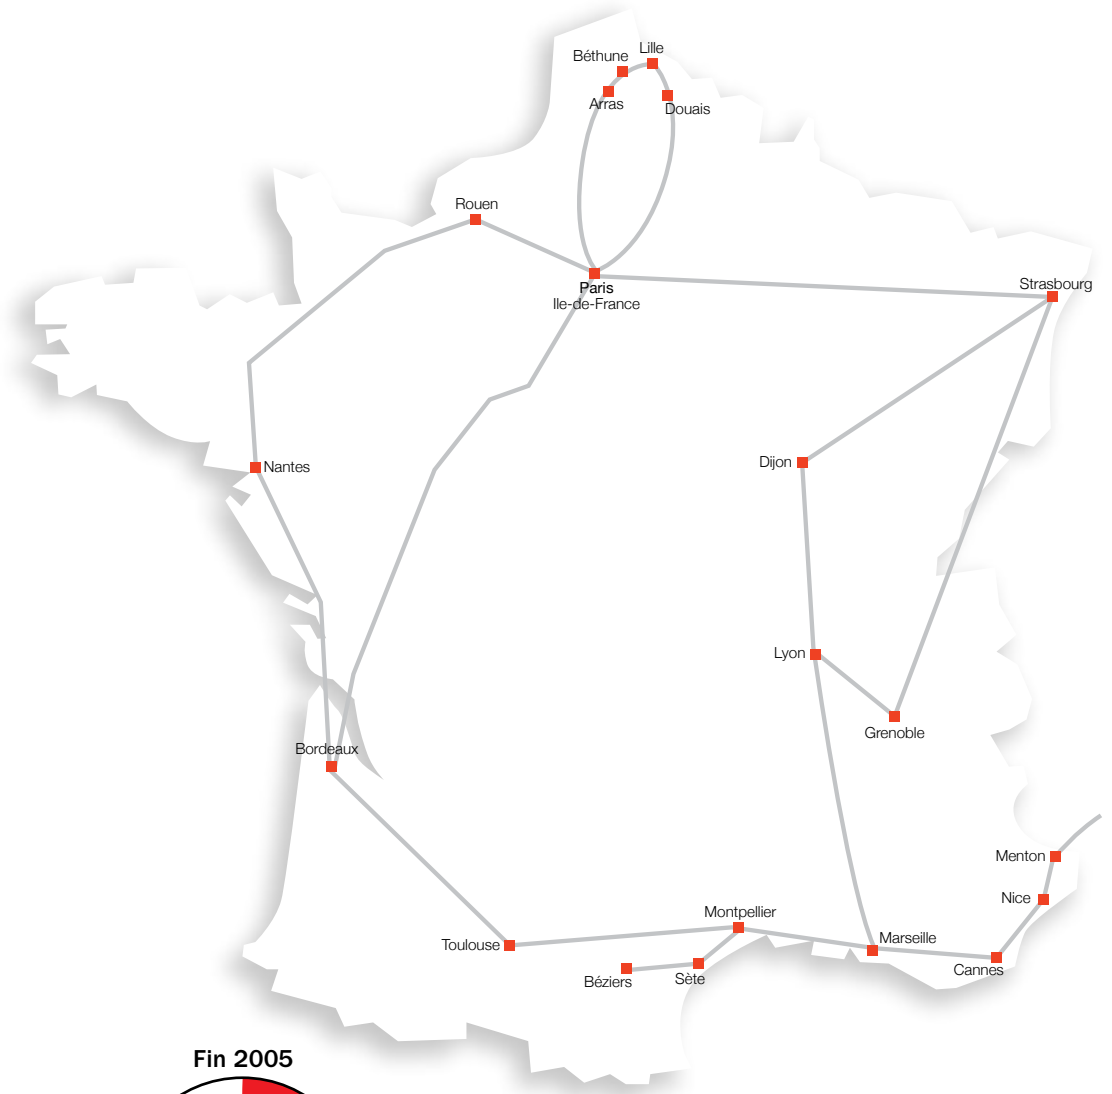 Lille
Béthune
Arras
Douais
Rouen
Paris
Ile-de-France
Strasbourg
Nantes
Dijon
Lyon
Grenoble
Bordeaux
Menton
Nice
Montpellier
Marseille
Toulouse
Cannes
Sète
Béziers
Fin 2005